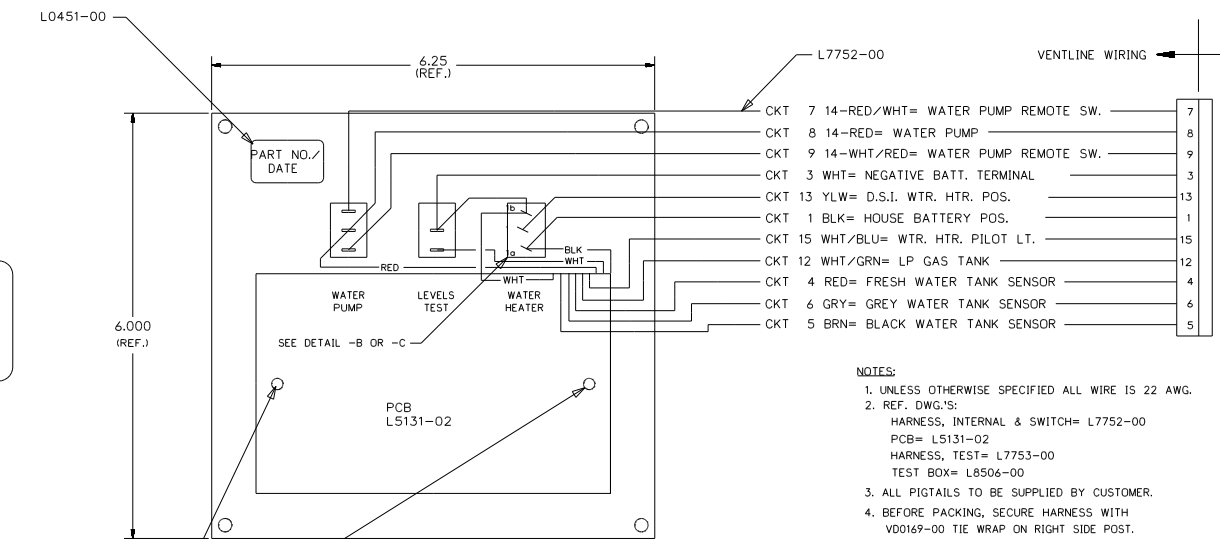 L0451-00
6.25
(REF.)
L7752-00
VENTLINE WIRING
PART NO./
DATE
CKT 7 14-RED/WHT= WATER PUMP REMOTE SW. 7
CKT 8 14-RED= WATER PUMP 8
CKT 9 14-WHT/RED= WATER PUMP REMOTE SW. 9
CKT 3 WHT= NEGATIVE BATT. TERMINAL 3
CKT 13 YLW= D.S.I. WTR. HTR. POS. 13
CKT 1 BLK= HOUSE BATTERY POS. 1
CKT 15 WHT/BLU= WTR. HTR. PILOT LT. 15
CKT 12 WHT/GRN= LP GAS TANK 12
CKT 4 RED= FRESH WATER TANK SENSOR 4
CKT 6 GRY= GREY WATER TANK SENSOR 6
CKT 5 BRN= BLACK WATER TANK SENSOR 5
b
a
BLK
WHT
RED
WHT
WATER
PUMP
LEVELS
TEST
WATER
HEATER
6.000
(REF.)
SEE DETAIL -B OR -C
PCB
L5131-02
NOTES:
1. UNLESS OTHERWISE SPECIFIED ALL WIRE IS 22 AWG.
2. REF. DWG.'S:
HARNESS, INTERNAL & SWITCH= L7752-00
PCB= L5131-02
HARNESS, TEST= L7753-00
TEST BOX= L8506-00
3. ALL PIGTAILS TO BE SUPPLIED BY CUSTOMER.
4. BEFORE PACKING, SECURE HARNESS WITH
VD0169-00 TIE WRAP ON RIGHT SIDE POST.